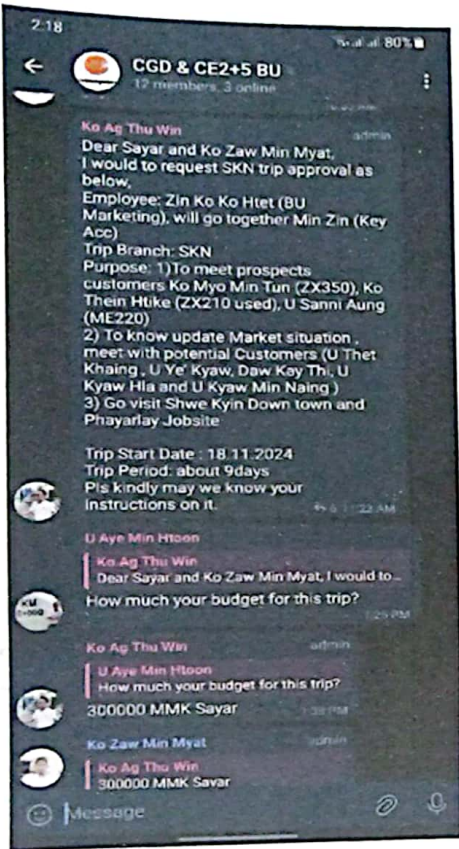 2:18
80%
CGD & CE2+5 BU
12 members, 3 online
Ko Ag Thu Win admin
Dear Sayar and Ko Zaw Min Myat,
I would to request SKN trip approval as
below,
Employee: Zin Ko Ko Htet (BU
Marketing), will go together Min Zin (Key
Acc)
Trip Branch: SKN
Purpose: 1)To meet prospects
customers Ko Myo Min Tun (ZX350), Ko
Thein Htike (ZX210 used), U Sanni Aung
(ME220)
2) To know update Market situation ,
meet with potential Customers (U Thet
Khaing , U Ye' Kyaw, Daw Kay Thi, U
Kyaw Hla and U Kyaw Min Naing )
3) Go visit Shwe Kyin Down town and
Phayarlay Jobsite
Trip Start Date : 18.11.2024
Trip Period: about 9days
Pls kindly may we know your
instructions on it.
6 11:22 AM
U Aye Min Htoon
Ko Ag Thu Win
Dear Sayar and Ko Zaw Min Myat, I would to...
How much your budget for this trip?
1:25 PM
Ko Ag Thu Win admin
U Aye Min Htoon
How much your budget for this trip?
300000 MMK Sayar
Ko Zaw Min Myat admin
Ko Ag Thu Win
300000 MMK Sayar
Message